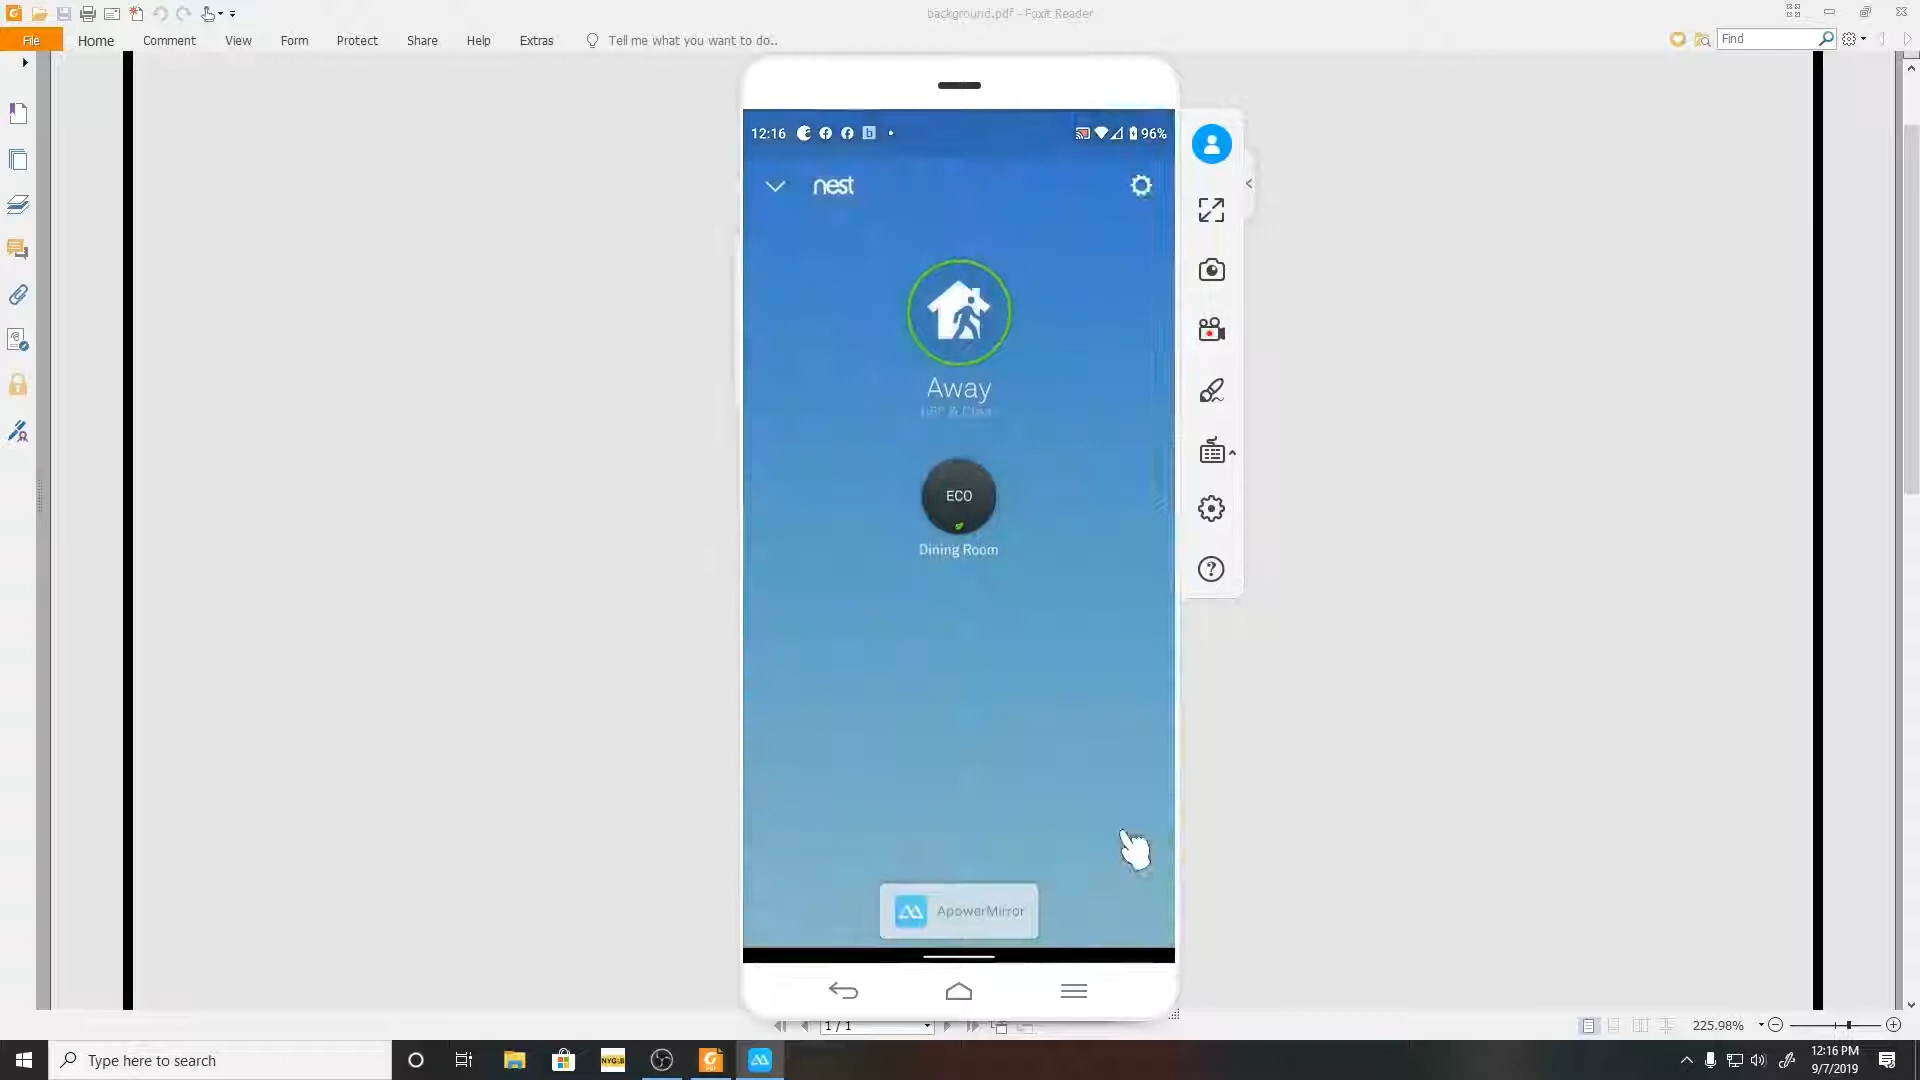 background.pdf - Foxit Reader
File Home Comment View Form Protect Share Help Extras Tell me what you want to do.. Find
12:16 96%
nest
Away
ECO
Dining Room
ApowerMirror
1 / 1 225.98%
Type here to search NYG&B 12:16 PM
9/7/2019